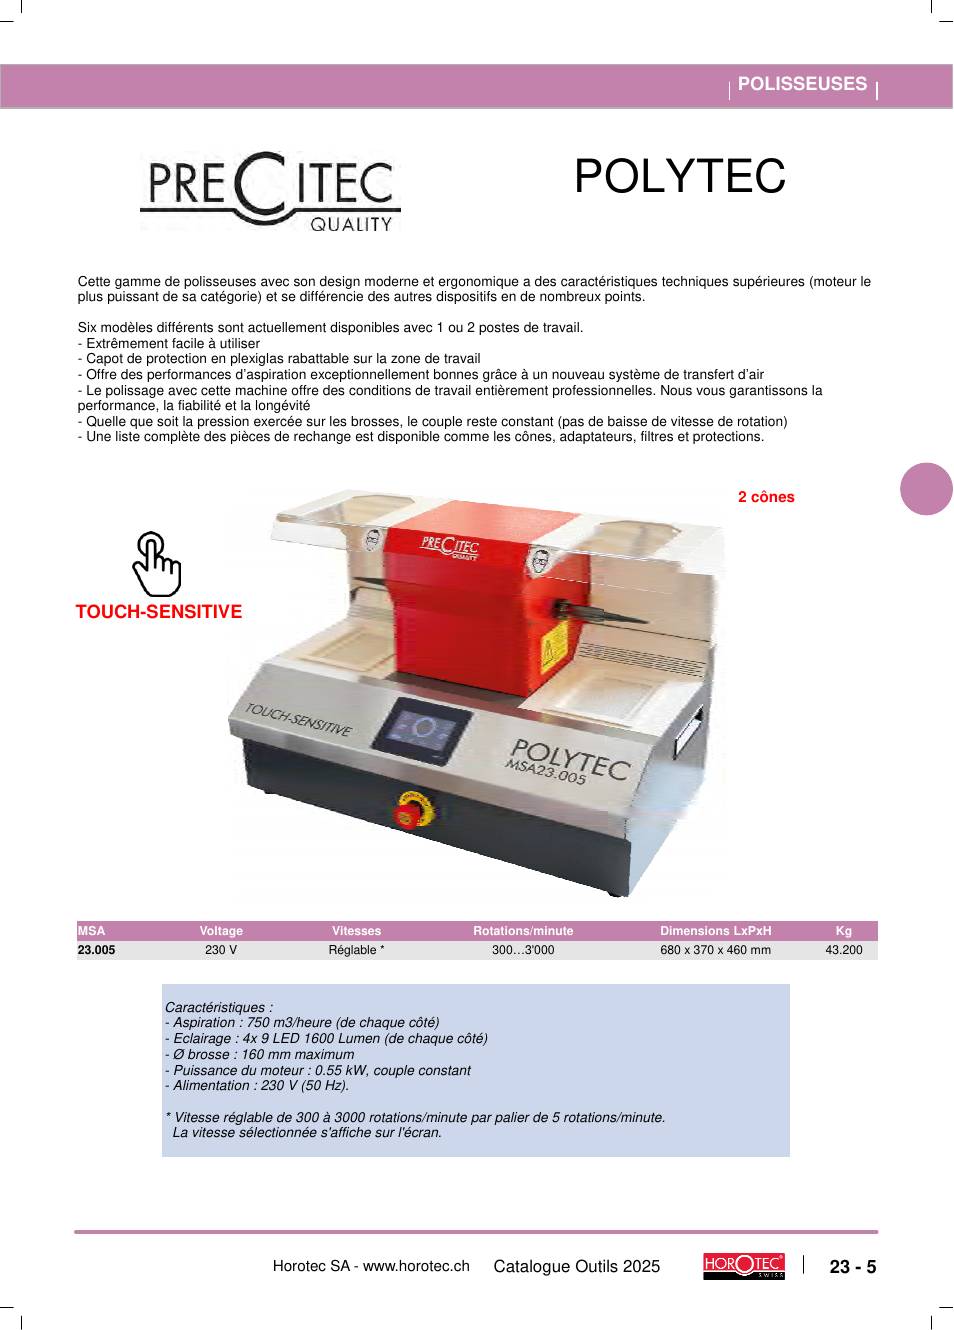 POLISSEUSES
PRECITEC
QUALITY
POLYTEC
Cette gamme de polisseuses avec son design moderne et ergonomique a des caractéristiques techniques supérieures (moteur le
plus puissant de sa catégorie) et se différencie des autres dispositifs en de nombreux points.
Six modèles différents sont actuellement disponibles avec 1 ou 2 postes de travail.
- Extrêmement facile à utiliser
- Capot de protection en plexiglas rabattable sur la zone de travail
- Offre des performances d’aspiration exceptionnellement bonnes grâce à un nouveau système de transfert d’air
- Le polissage avec cette machine offre des conditions de travail entièrement professionnelles. Nous vous garantissons la
performance, la fiabilité et la longévité
- Quelle que soit la pression exercée sur les brosses, le couple reste constant (pas de baisse de vitesse de rotation)
- Une liste complète des pièces de rechange est disponible comme les cônes, adaptateurs, filtres et protections.
2 cônes
TOUCH-SENSITIVE
PRECITEC
QUALITY
TOUCH-SENSITIVE
POLYTEC
MSA23.005
MSA Voltage Vitesses Rotations/minute Dimensions LxPxH Kg
23.005 230 V Réglable * 300…3'000 680 x 370 x 460 mm 43.200
Caractéristiques :
- Aspiration : 750 m3/heure (de chaque côté)
- Eclairage : 4x 9 LED 1600 Lumen (de chaque côté)
- Ø brosse : 160 mm maximum
- Puissance du moteur : 0.55 kW, couple constant
- Alimentation : 230 V (50 Hz).
* Vitesse réglable de 300 à 3000 rotations/minute par palier de 5 rotations/minute.
La vitesse sélectionnée s'affiche sur l'écran.
Horotec SA - www.horotec.ch Catalogue Outils 2025 HOROTEC SWISS 23 - 5